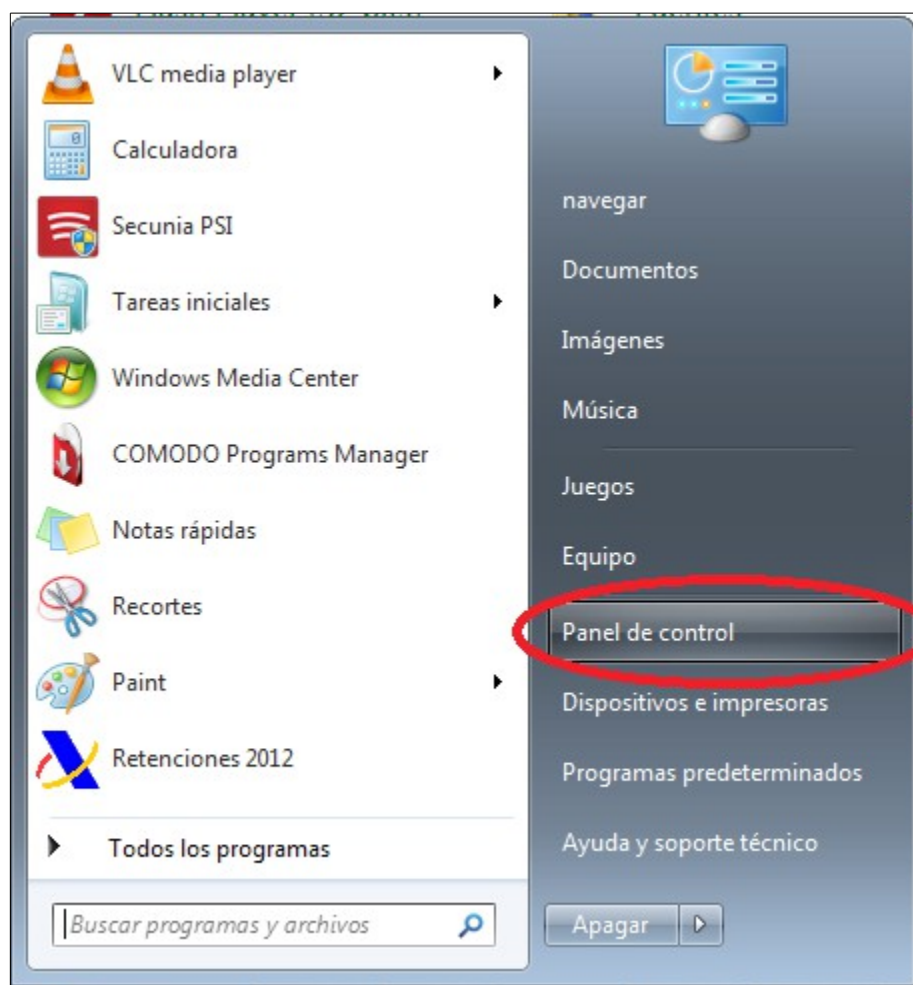 VLC media player
Calculadora
Secunia PSI
Tareas iniciales
Windows Media Center
COMODO Programs Manager
Notas rápidas
Recortes
Paint
Retenciones 2012
Todos los programas
Buscar programas y archivos
navegar
Documentos
Imágenes
Música
Juegos
Equipo
Panel de control
Dispositivos e impresoras
Programas predeterminados
Ayuda y soporte técnico
Apagar